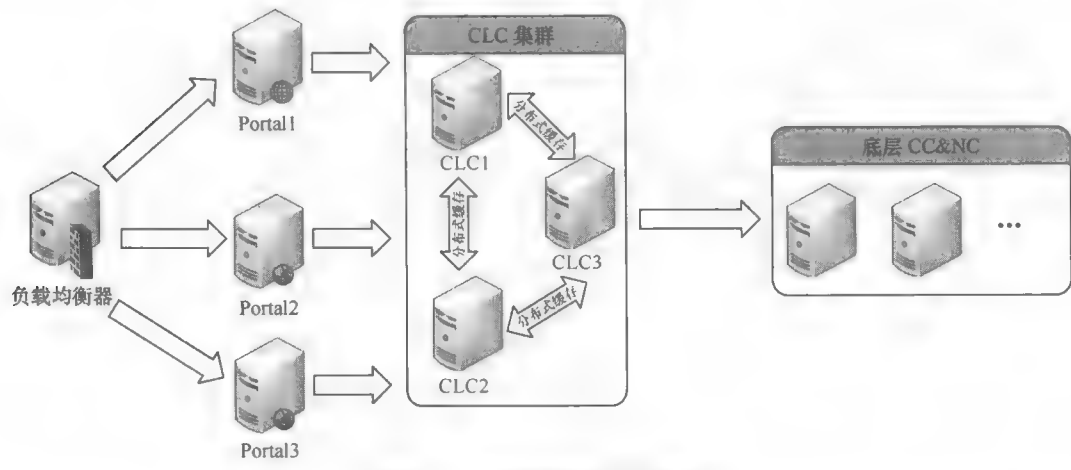 CLC 集群
Portal1
CLC1
分布式缓存
底层 CC&NC
分布式缓存
CLC3
...
负载均衡器
Portal2
分布式缓存
CLC2
Portal3